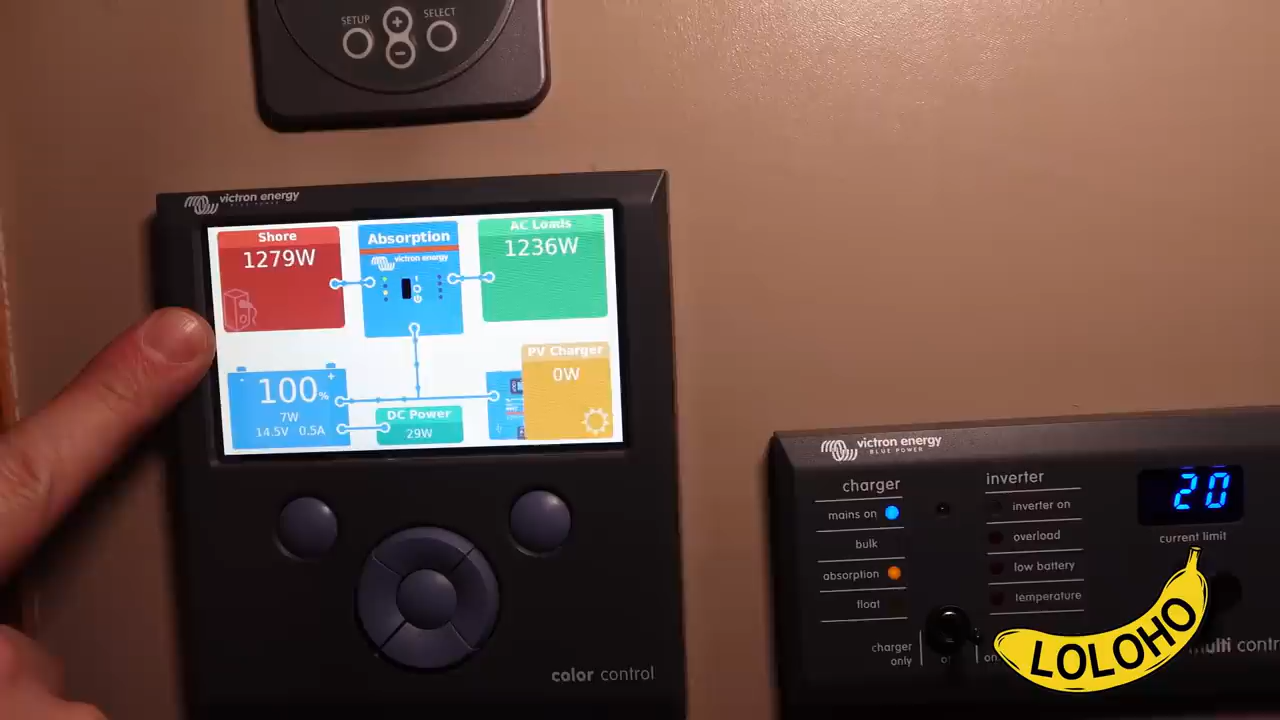 SETUP
SELECT
+
-
victron energy
BLUE POWER
Shore
1279W
Absorption
victron energy
AC Loads
1236W
PV Charger
0W
100%
7W
14.5V 0.5A
DC Power
29W
color control
victron energy
BLUE POWER
charger
inverter
20
mains on
inverter on
bulk
overload
current limit
absorption
low battery
float
temperature
charger
only
LOLOHO